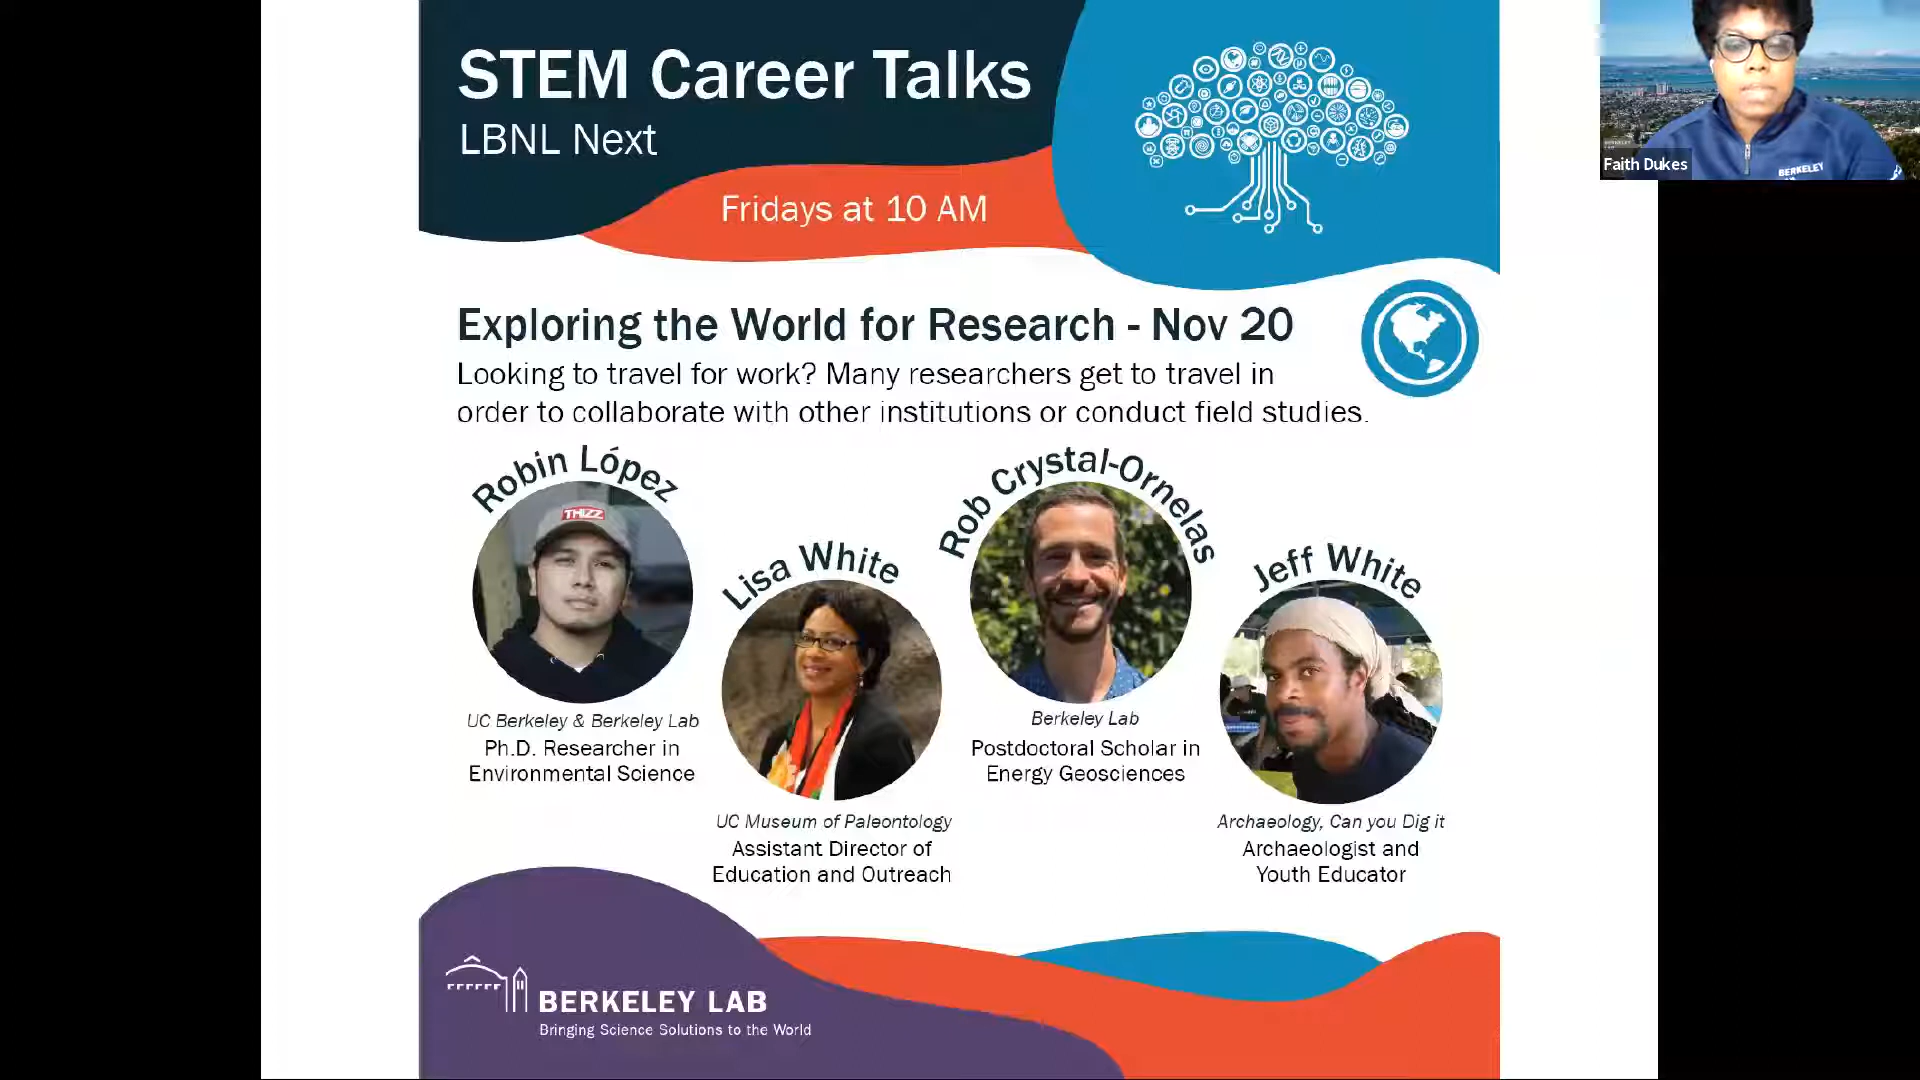 STEM Career Talks
LBNL Next
Fridays at 10 AM
Exploring the World for Research - Nov 20
Looking to travel for work? Many researchers get to travel in
order to collaborate with other institutions or conduct field studies.
Robin López
THIZZ
UC Berkeley & Berkeley Lab
Ph.D. Researcher in
Environmental Science
Lisa White
UC Museum of Paleontology
Assistant Director of
Education and Outreach
Rob Crystal-Ornelas
Berkeley Lab
Postdoctoral Scholar in
Energy Geosciences
Jeff White
Archaeology, Can you Dig it
Archaeologist and
Youth Educator
BERKELEY LAB
Bringing Science Solutions to the World
BERKELEY
Faith Dukes